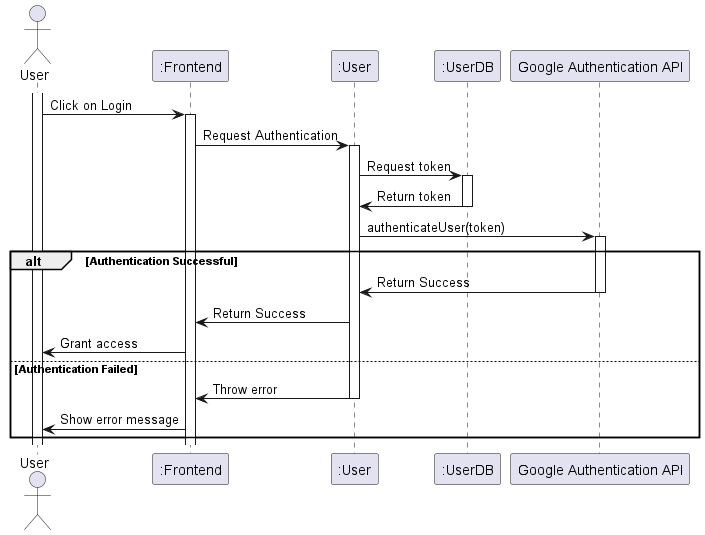 User
:Frontend
:User
:UserDB
Google Authentication API
Click on Login
Request Authentication
Request token
Return token
authenticateUser(token)
alt
[Authentication Successful]
Return Success
Return Success
Grant access
[Authentication Failed]
Throw error
Show error message
User
:Frontend
:User
:UserDB
Google Authentication API